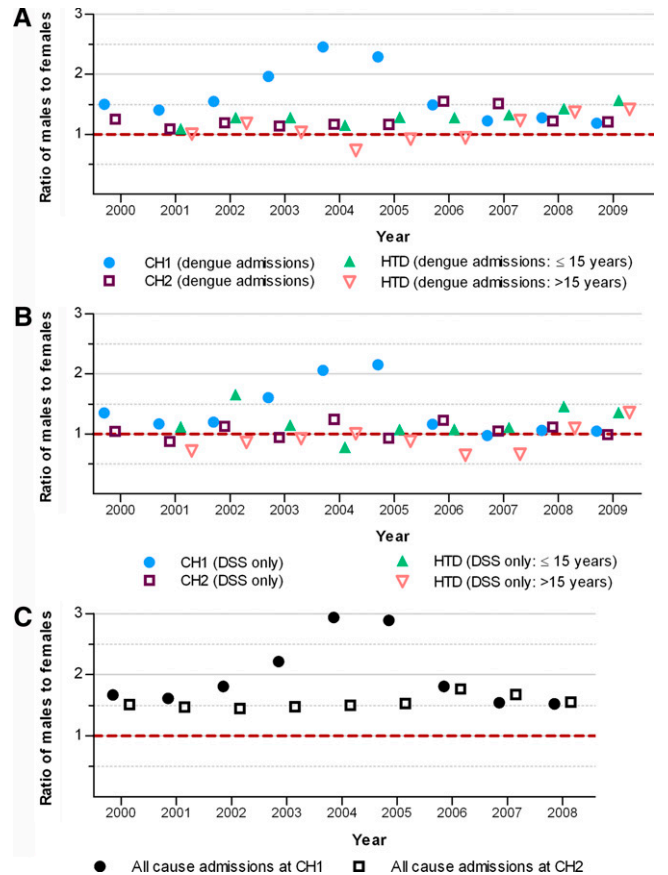 A
3
2
1
Ratio of males to females
2000 2001 2002 2003 2004 2005 2006 2007 2008 2009
Year
CH1 (dengue admissions)
CH2 (dengue admissions)
HTD (dengue admissions: ≤ 15 years)
HTD (dengue admissions: >15 years)
B
3
2
1
Ratio of males to females
2000 2001 2002 2003 2004 2005 2006 2007 2008 2009
Year
CH1 (DSS only)
CH2 (DSS only)
HTD (DSS only: ≤ 15 years)
HTD (DSS only: >15 years)
C
3
2
1
Ratio of males to females
2000 2001 2002 2003 2004 2005 2006 2007 2008
Year
All cause admissions at CH1
All cause admissions at CH2